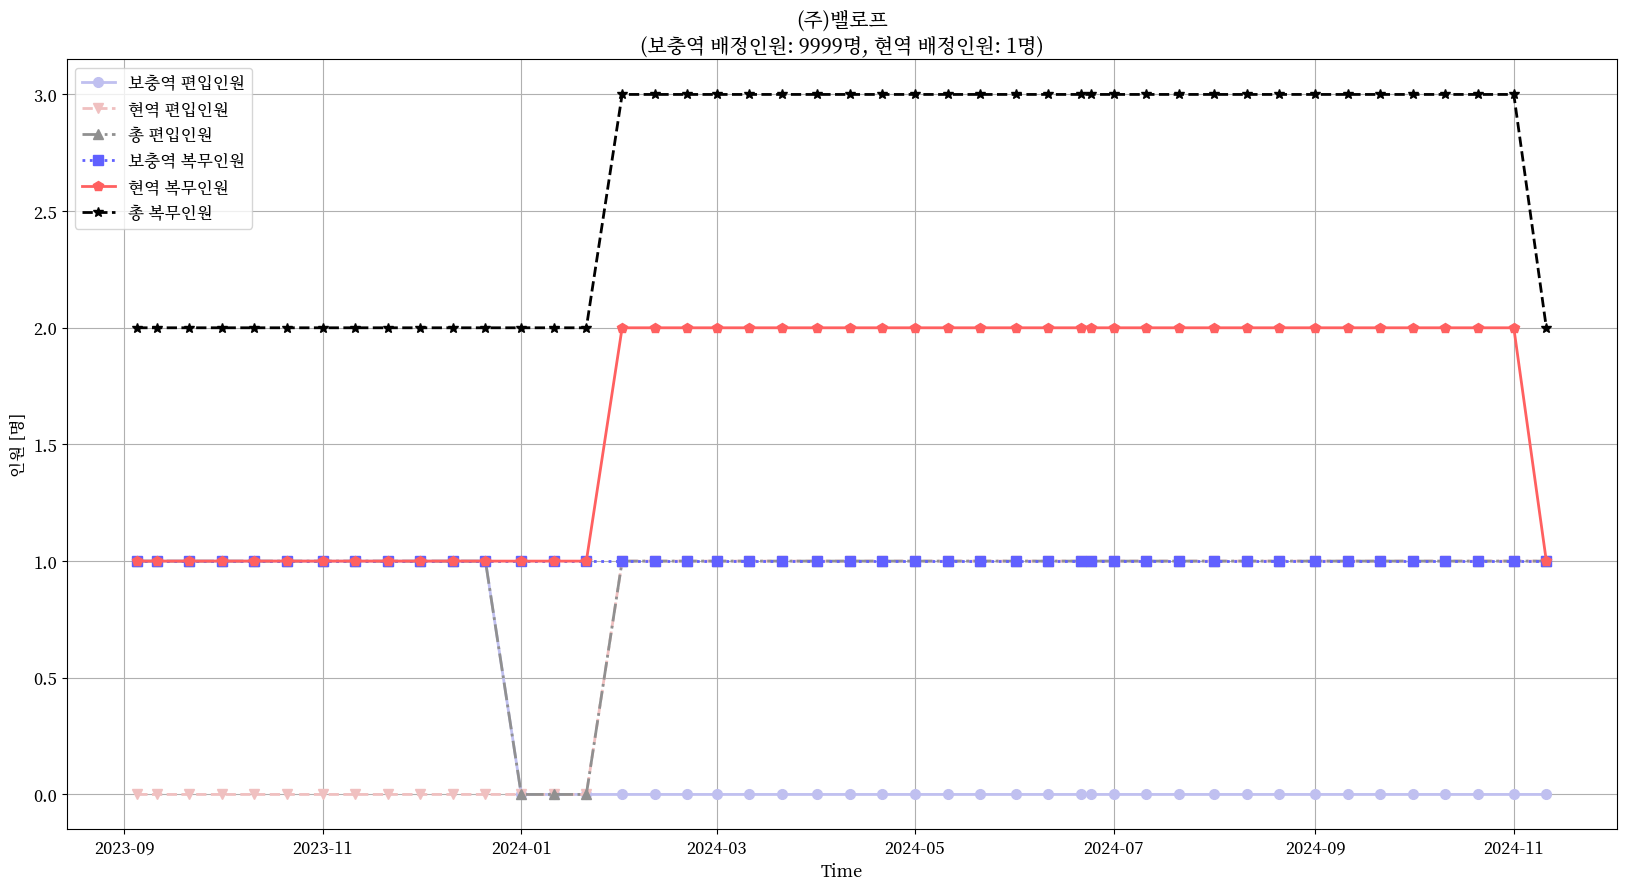 (주)밸로프
(보충역 배정인원: 9999명, 현역 배정인원: 1명)
보충역 편입인원
현역 편입인원
총 편입인원
보충역 복무인원
현역 복무인원
총 복무인원
3.0
2.5
2.0
1.5
1.0
0.5
0.0
인원 [명]
2023-09
2023-11
2024-01
2024-03
2024-05
2024-07
2024-09
2024-11
Time